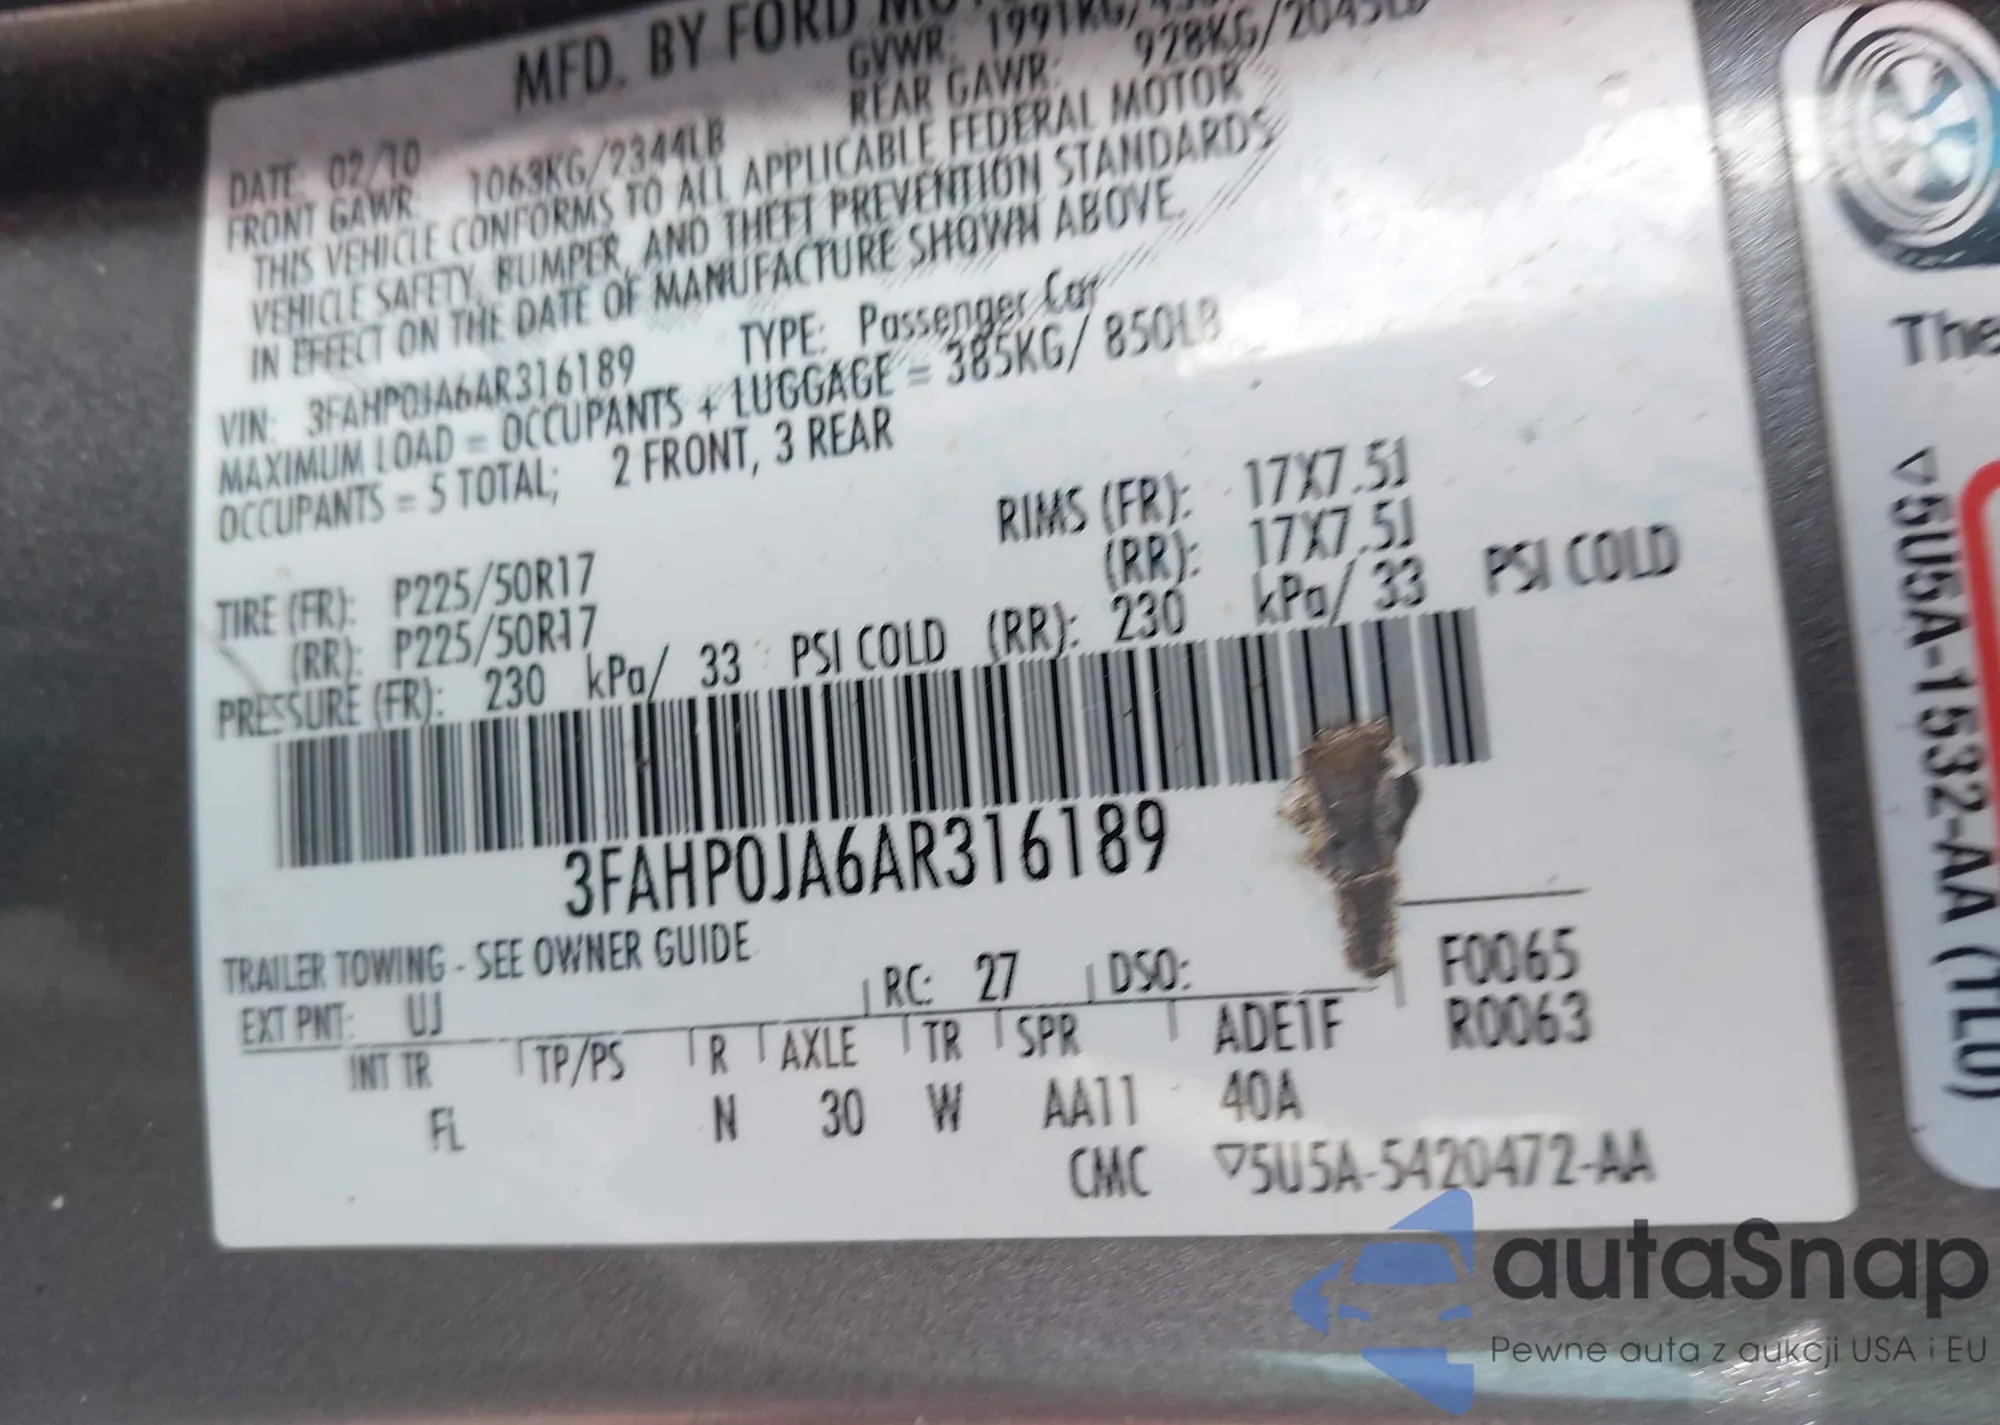 MFD. BY FORD
GVWR: 1991KG/
DATE: 02/10
REAR GAWR: 928KG/2045LB
FRONT GAWR: 1063KG/2344LB
THIS VEHICLE CONFORMS TO ALL APPLICABLE FEDERAL MOTOR
VEHICLE SAFETY, BUMPER, AND THEFT PREVENTION STANDARDS
IN EFFECT ON THE DATE OF MANUFACTURE SHOWN ABOVE.
VIN: 3FAHP0JA6AR316189 TYPE: Passenger Car
MAXIMUM LOAD = OCCUPANTS + LUGGAGE = 385KG/ 850LB
OCCUPANTS = 5 TOTAL; 2 FRONT, 3 REAR
TIRE (FR): P225/50R17 RIMS (FR): 17X7.5J
(RR): P225/50R17 (RR): 17X7.5J
PRESSURE (FR): 230 kPa/ 33 PSI COLD (RR): 230 kPa/ 33 PSI COLD
3FAHP0JA6AR316189
TRAILER TOWING - SEE OWNER GUIDE
EXT PNT: UJ RC: 27 DSO: F0065
INT TR TP/PS R AXLE TR SPR ADE1F R0063
FL N 30 W AA11 40A
CMC ▽5U5A-5420472-AA
The
▽5U5A-1532-AA (TLU)
autaSnap
Pewne auta z aukcji USA i EU